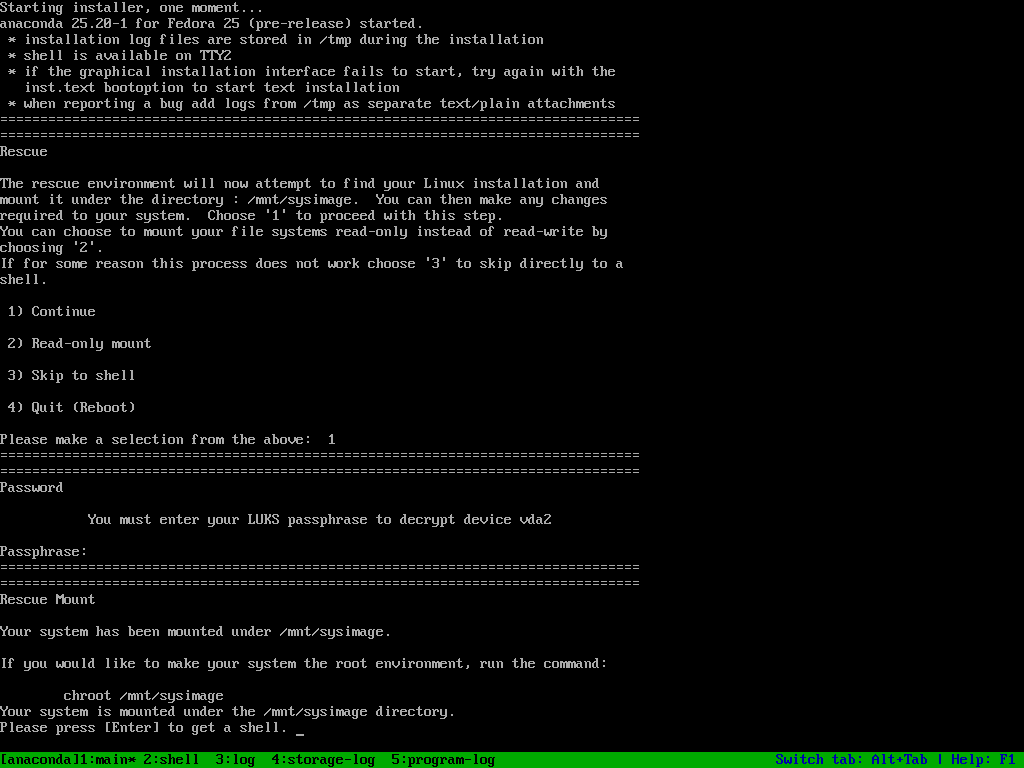 Starting installer, one moment...
anaconda 25.20-1 for Fedora 25 (pre-release) started.
 * installation log files are stored in /tmp during the installation
 * shell is available on TTY2
 * if the graphical installation interface fails to start, try again with the
   inst.text bootoption to start text installation
 * when reporting a bug add logs from /tmp as separate text/plain attachments
================================================================================
================================================================================
Rescue
The rescue environment will now attempt to find your Linux installation and
mount it under the directory : /mnt/sysimage.  You can then make any changes
required to your system.  Choose '1' to proceed with this step.
You can choose to mount your file systems read-only instead of read-write by
choosing '2'.
If for some reason this process does not work choose '3' to skip directly to a
shell.
 1) Continue
 2) Read-only mount
 3) Skip to shell
 4) Quit (Reboot)
Please make a selection from the above:  1
================================================================================
================================================================================
Password
           You must enter your LUKS passphrase to decrypt device vda2
Passphrase:
================================================================================
================================================================================
Rescue Mount
Your system has been mounted under /mnt/sysimage.
If you would like to make your system the root environment, run the command:
        chroot /mnt/sysimage
Your system is mounted under the /mnt/sysimage directory.
Please press [Enter] to get a shell. _
[anaconda]1:main* 2:shell  3:log  4:storage-log  5:program-log Switch tab: Alt+Tab | Help: F1